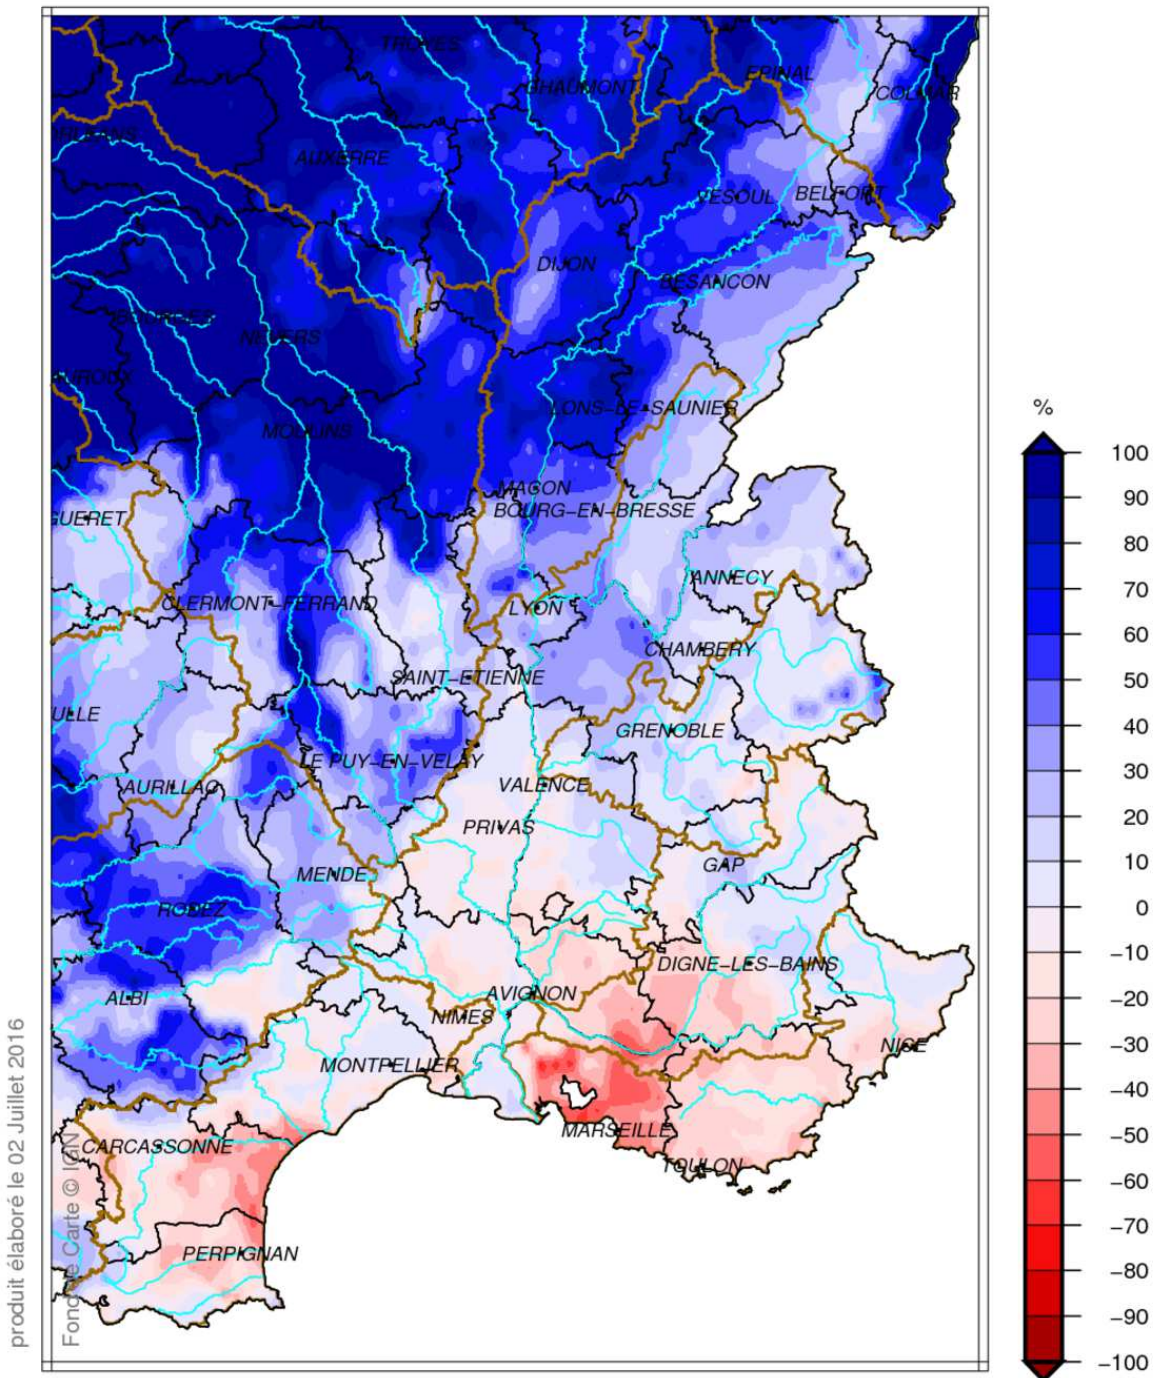 TROYES
EPINAL
CHAUMONT
COLMAR
ORLEANS
AUXERRE
VESOUL
BELFORT
DIJON
BESANCON
BOURGES
NEVERS
AUROUX
LONS-LE-SAUNIER
MOULINS
MACON
BOURG-EN-BRESSE
GUERET
ANNECY
CLERMONT-FERRAND
LYON
CHAMBERY
SAINT-ETIENNE
ULLE
GRENOBLE
LE PUY-EN-VELAY
VALENCE
AURILLAC
PRIVAS
GAP
MENDE
RODEZ
DIGNE-LES-BAINS
ALBI
AVIGNON
NIMES
NICE
MONTPELLIER
MARSEILLE
CARCASSONNE
TOULON
PERPIGNAN
%
100
90
80
70
60
50
40
30
20
10
0
-10
-20
-30
-40
-50
-60
-70
-80
-90
-100
produit élaboré le 02 Juillet 2016
Fond de Carte © IGN